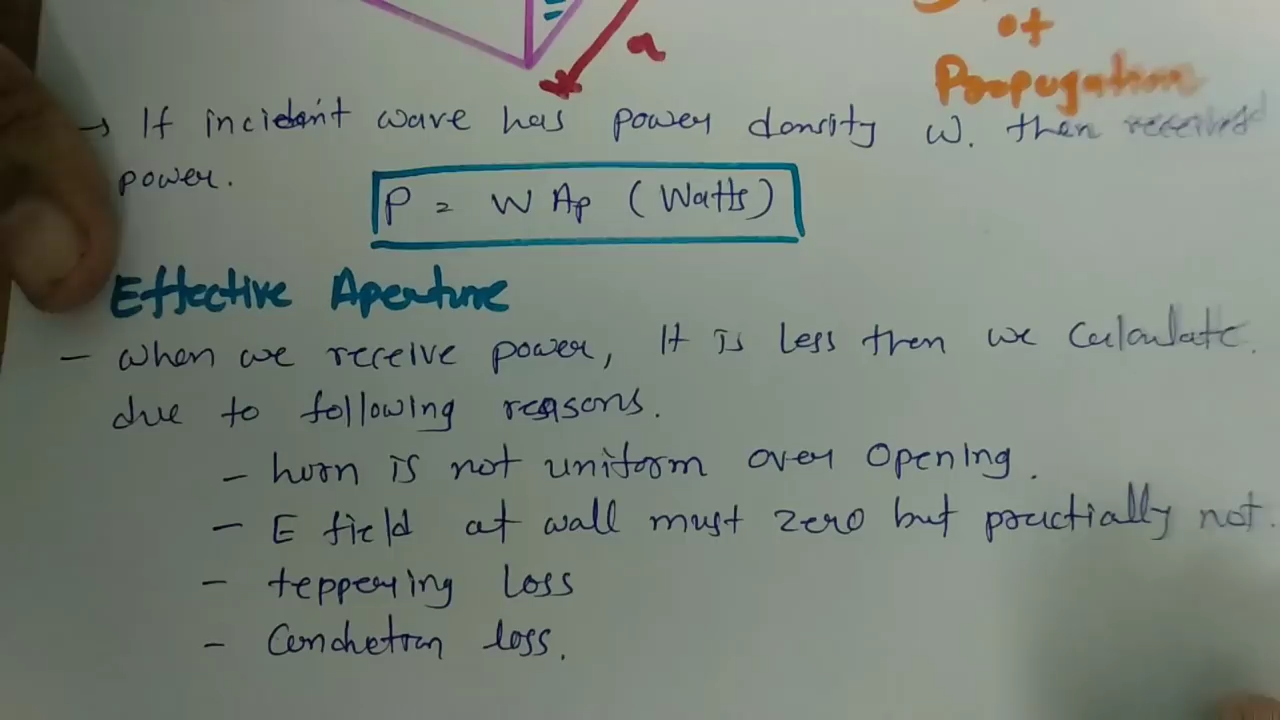 a
of
Propugation
→ If incident wave has power density W. then received
power.
P = W Ap (Watts)
Effective Aperture
- when we receive power, It is less then we calculate.
due to following reasons.
- horn is not uniform over opening.
- E field at wall must zero but practially not.
- teppering loss
- Conduction loss.